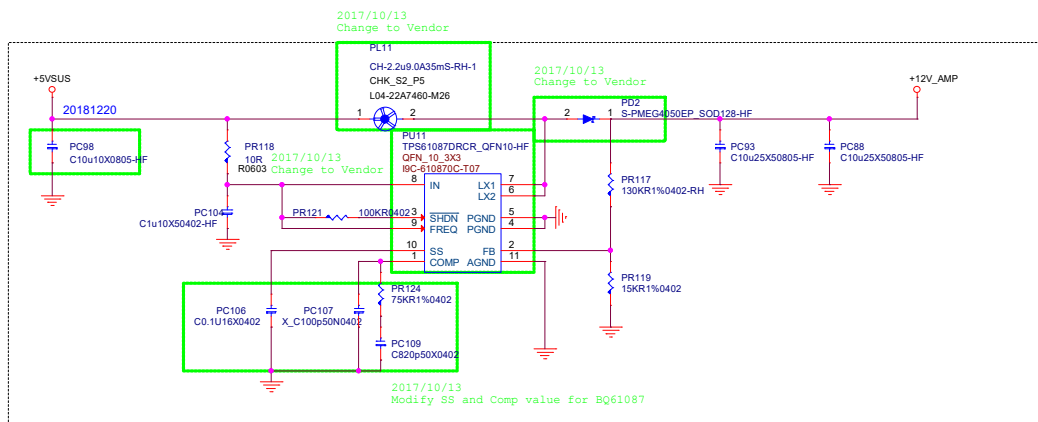 2017/10/13
Change to Vendor
PL11
CH-2.2u9.0A35mS-RH-1
CHK_S2_P5
L04-22A7460-M26
+5VSUS
20181220
1
2
2017/10/13
Change to Vendor
2
1
PD2
S-PMEG4050EP_SOD128-HF
+12V_AMP
PC98
C10u10X0805-HF
PR118
10R
R0603
2017/10/13
Change to Vendor
PU11
TPS61087DRCR_QFN10-HF
QFN_10_3X3
I9C-610870C-T07
PC93
C10u25X50805-HF
PC88
C10u25X50805-HF
8
IN
LX1
7
LX2
6
PR117
130KR1%0402-RH
PC104
C1u10X50402-HF
PR121
100KR0402
3
SHDN
9
FREQ
PGND
5
PGND
4
10
SS
1
COMP
FB
2
AGND
11
PR119
15KR1%0402
PC106
C0.1U16X0402
PC107
X_C100p50N0402
PR124
75KR1%0402
PC109
C820p50X0402
2017/10/13
Modify SS and Comp value for BQ61087